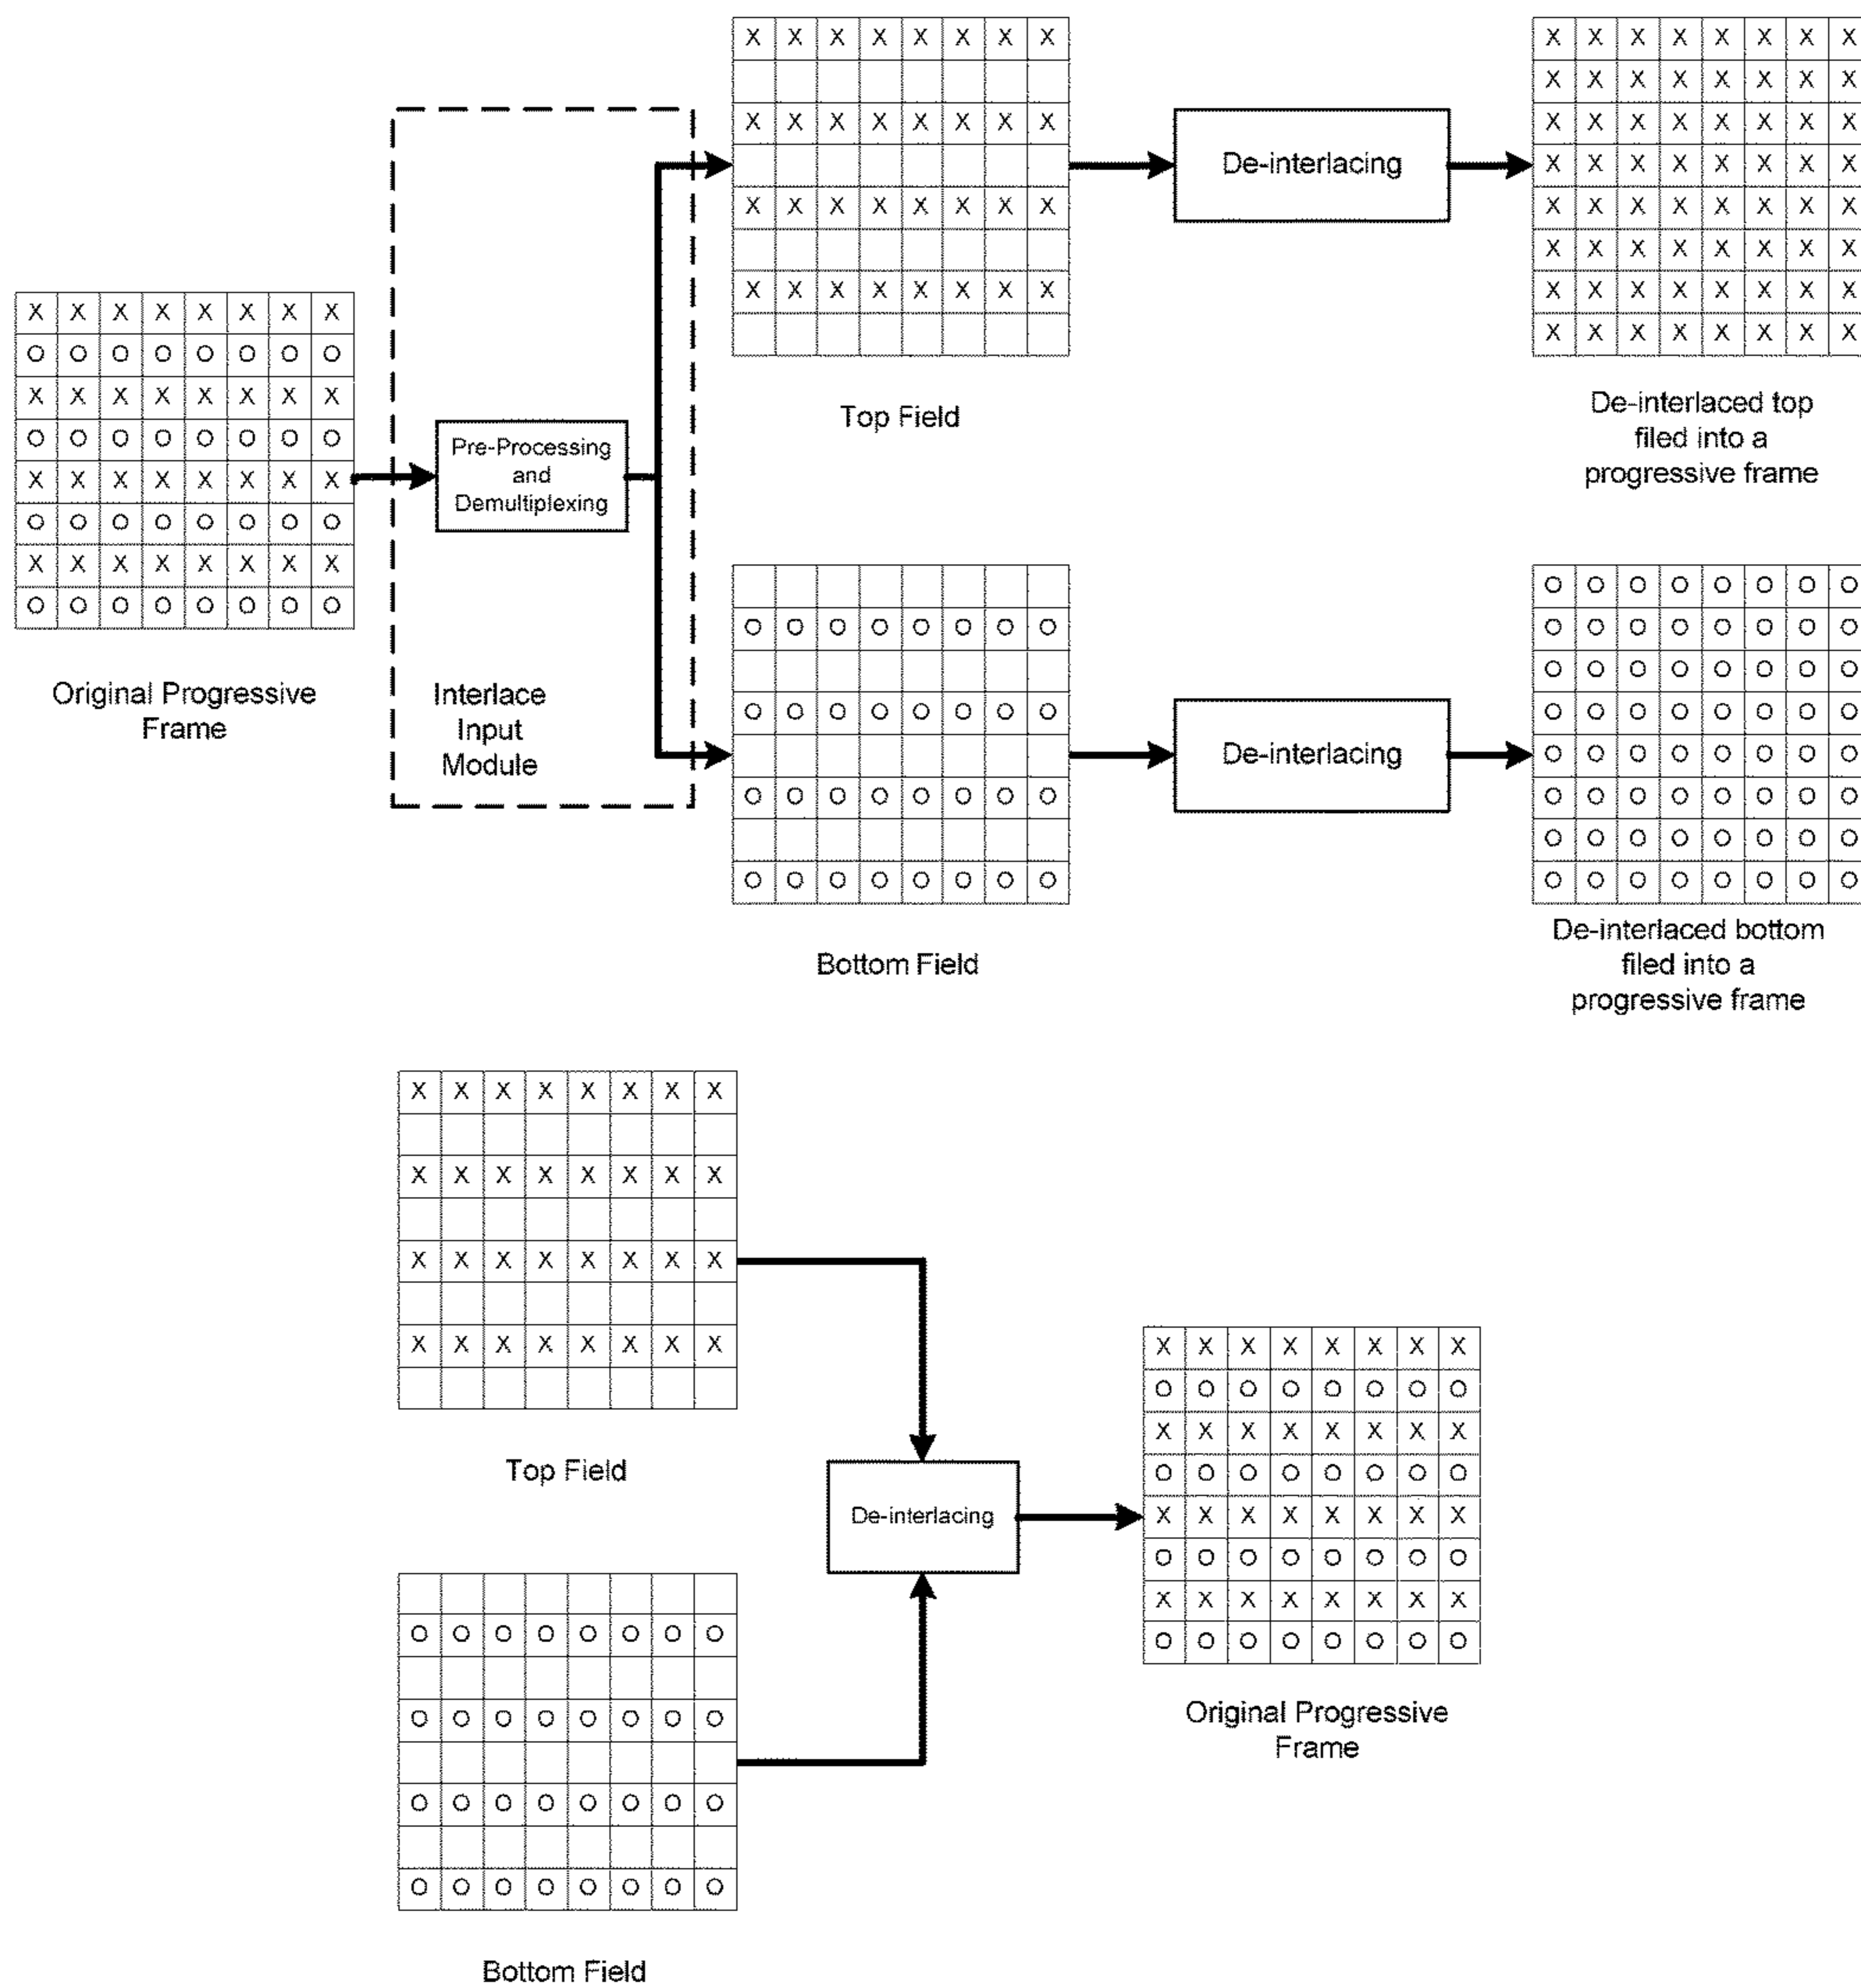 X X X X X X X X
O O O O O O O O
X X X X X X X X
O O O O O O O O
X X X X X X X X
O O O O O O O O
X X X X X X X X
O O O O O O O O
Original Progressive
Frame
Pre-Processing
and
Demultiplexing
Interlace
Input
Module
X X X X X X X X
X X X X X X X X
X X X X X X X X
X X X X X X X X
Top Field
De-interlacing
X X X X X X X X
X X X X X X X X
X X X X X X X X
X X X X X X X X
X X X X X X X X
X X X X X X X X
X X X X X X X X
X X X X X X X X
De-interlaced top
filed into a
progressive frame
O O O O O O O O
O O O O O O O O
O O O O O O O O
O O O O O O O O
Bottom Field
De-interlacing
O O O O O O O O
O O O O O O O O
O O O O O O O O
O O O O O O O O
O O O O O O O O
O O O O O O O O
O O O O O O O O
O O O O O O O O
De-interlaced bottom
filed into a
progressive frame
X X X X X X X X
X X X X X X X X
X X X X X X X X
X X X X X X X X
Top Field
O O O O O O O O
O O O O O O O O
O O O O O O O O
O O O O O O O O
Bottom Field
De-interlacing
X X X X X X X X
O O O O O O O O
X X X X X X X X
O O O O O O O O
X X X X X X X X
O O O O O O O O
X X X X X X X X
O O O O O O O O
Original Progressive
Frame